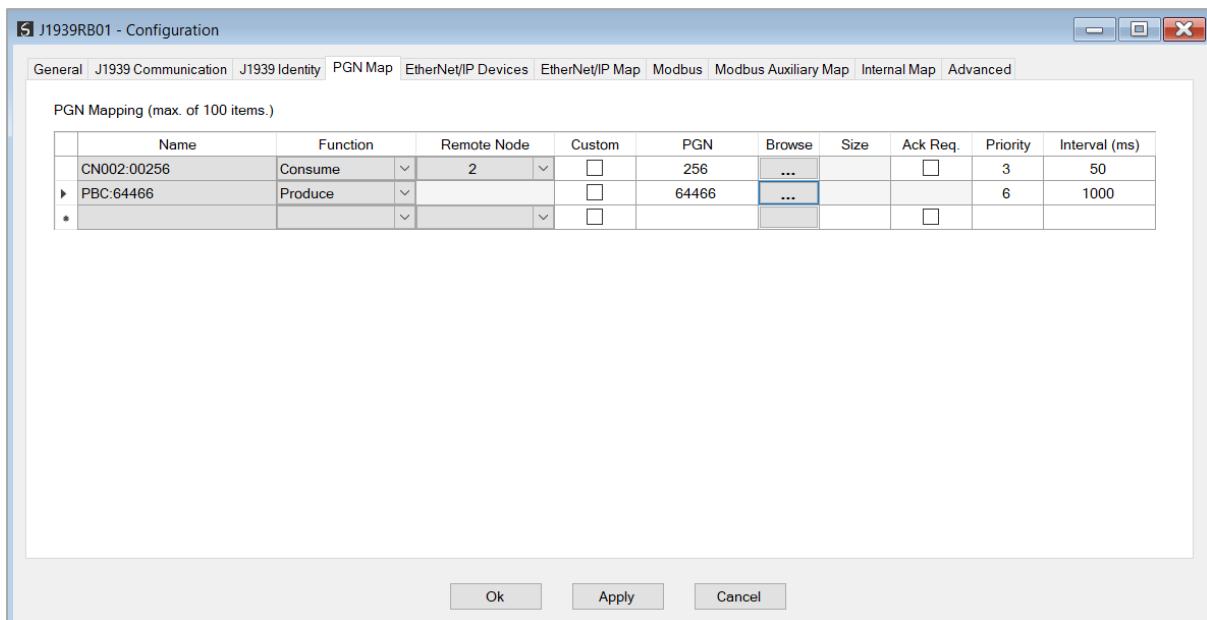 J1939RB01 - Configuration
General J1939 Communication J1939 Identity PGN Map EtherNet/IP Devices EtherNet/IP Map Modbus Modbus Auxiliary Map Internal Map Advanced
PGN Mapping (max. of 100 items.)
Name Function Remote Node Custom PGN Browse Size Ack Req. Priority Interval (ms)
CN002:00256 Consume 2 256 ... 3 50
PBC:64466 Produce 64466 ... 6 1000
Ok Apply Cancel